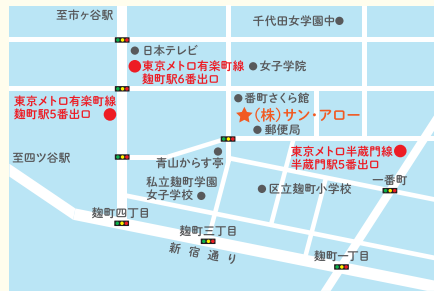 至市ヶ谷駅
千代田女学園中
日本テレビ
東京メトロ有楽町線
麹町駅6番出口
女子学院
東京メトロ有楽町線
麹町駅5番出口
番町さくら館
(株)サン・アロー
郵便局
至四ツ谷駅
青山からす亭
東京メトロ半蔵門線
半蔵門駅5番出口
私立麹町学園
女子学校
区立麹町小学校
一番町
麹町四丁目
麹町三丁目
新宿通り
麹町一丁目